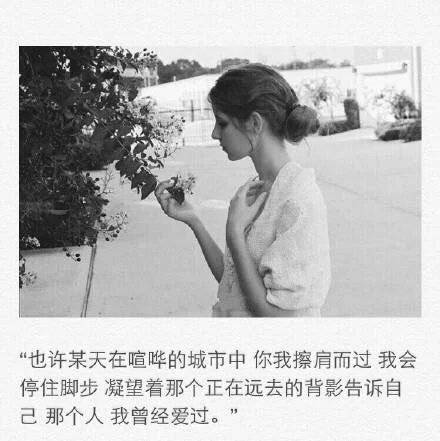 “也许某天在喧哗的城市中 你我擦肩而过 我会
停住脚步 凝望着那个正在远去的背影告诉自
己 那个人 我曾经爱过。”